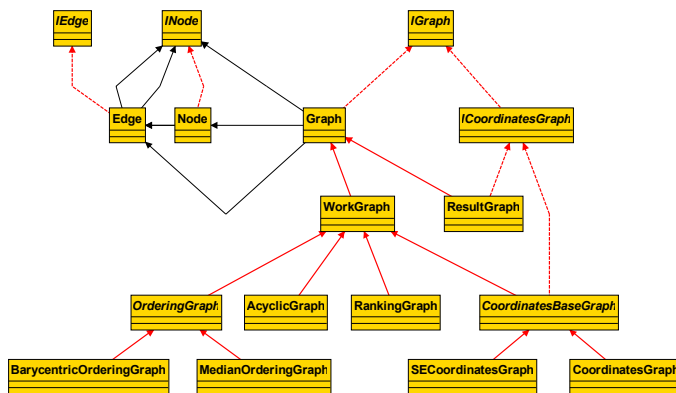 IEdge
INode
IGraph
Edge
Node
Graph
ICoordinatesGraph
WorkGraph
ResultGraph
OrderingGraph
AcyclicGraph
RankingGraph
CoordinatesBaseGraph
BarycentricOrderingGraph
MedianOrderingGraph
SECoordinatesGraph
CoordinatesGraph